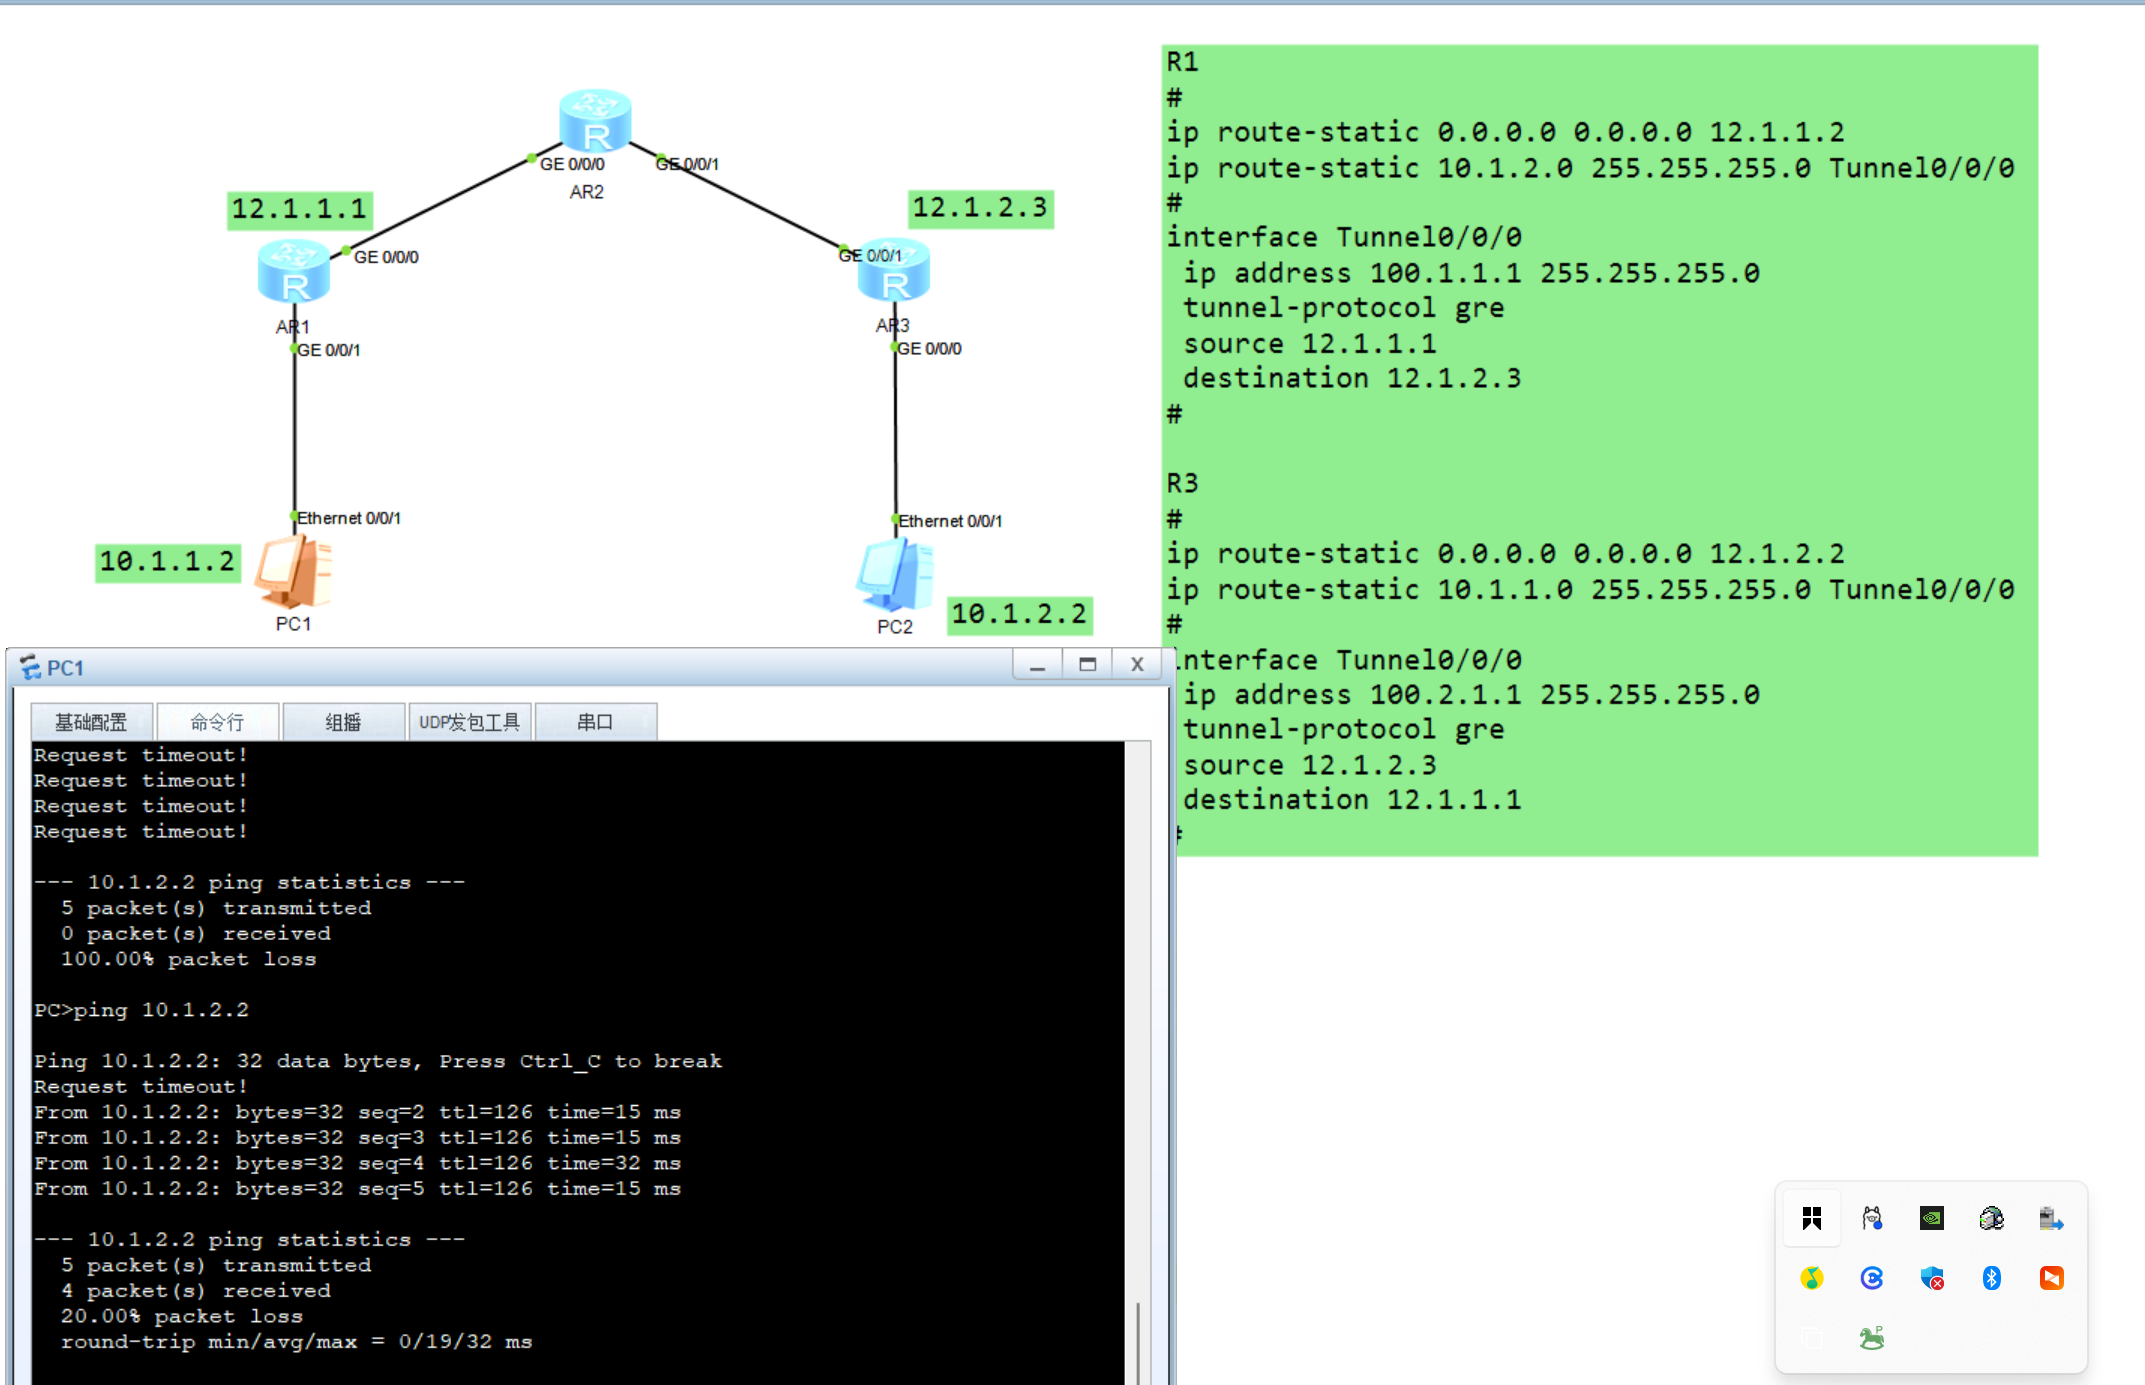 GE 0/0/0
GE 0/0/1
AR2
12.1.1.1
12.1.2.3
GE 0/0/0
GE 0/0/1
AR1
AR3
GE 0/0/1
GE 0/0/0
Ethernet 0/0/1
Ethernet 0/0/1
10.1.1.2
10.1.2.2
PC1
PC2
R1
#
ip route-static 0.0.0.0 0.0.0.0 12.1.1.2
ip route-static 10.1.2.0 255.255.255.0 Tunnel0/0/0
#
interface Tunnel0/0/0
ip address 100.1.1.1 255.255.255.0
tunnel-protocol gre
source 12.1.1.1
destination 12.1.2.3
#
R3
#
ip route-static 0.0.0.0 0.0.0.0 12.1.2.2
ip route-static 10.1.1.0 255.255.255.0 Tunnel0/0/0
#
nterface Tunnel0/0/0
ip address 100.2.1.1 255.255.255.0
tunnel-protocol gre
source 12.1.2.3
destination 12.1.1.1
#
PC1
基础配置 命令行 组播 UDP发包工具 串口
Request timeout!
Request timeout!
Request timeout!
Request timeout!
--- 10.1.2.2 ping statistics ---
5 packet(s) transmitted
0 packet(s) received
100.00% packet loss
PC>ping 10.1.2.2
Ping 10.1.2.2: 32 data bytes, Press Ctrl_C to break
Request timeout!
From 10.1.2.2: bytes=32 seq=2 ttl=126 time=15 ms
From 10.1.2.2: bytes=32 seq=3 ttl=126 time=15 ms
From 10.1.2.2: bytes=32 seq=4 ttl=126 time=32 ms
From 10.1.2.2: bytes=32 seq=5 ttl=126 time=15 ms
--- 10.1.2.2 ping statistics ---
5 packet(s) transmitted
4 packet(s) received
20.00% packet loss
round-trip min/avg/max = 0/19/32 ms